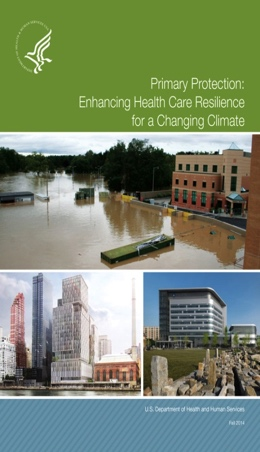 Primary Protection:
Enhancing Health Care Resilience
for a Changing Climate
U.S. Department of Health and Human Services
Fall 2014